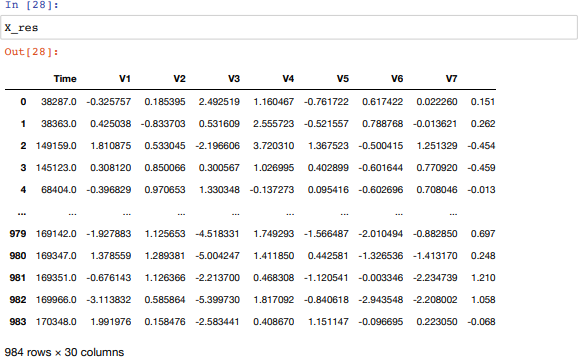 In [28]:
X_res
Out[28]:
Time V1 V2 V3 V4 V5 V6 V7
0 38287.0 -0.325757 0.185395 2.492519 1.160467 -0.761722 0.617422 0.022260 0.151
1 38363.0 0.425038 -0.833703 0.531609 2.555723 -0.521557 0.788768 -0.013621 0.262
2 149159.0 1.810875 0.533045 -2.196606 3.720310 1.367523 -0.500415 1.251329 -0.454
3 145123.0 0.308120 0.850066 0.300567 1.026995 0.402899 -0.601644 0.770920 -0.459
4 68404.0 -0.396829 0.970653 1.330348 -0.137273 0.095416 -0.602696 0.708046 -0.013
... ... ... ... ... ... ... ... ...
979 169142.0 -1.927883 1.125653 -4.518331 1.749293 -1.566487 -2.010494 -0.882850 0.697
980 169347.0 1.378559 1.289381 -5.004247 1.411850 0.442581 -1.326536 -1.413170 0.248
981 169351.0 -0.676143 1.126366 -2.213700 0.468308 -1.120541 -0.003346 -2.234739 1.210
982 169966.0 -3.113832 0.585864 -5.399730 1.817092 -0.840618 -2.943548 -2.208002 1.058
983 170348.0 1.991976 0.158476 -2.583441 0.408670 1.151147 -0.096695 0.223050 -0.068
984 rows × 30 columns